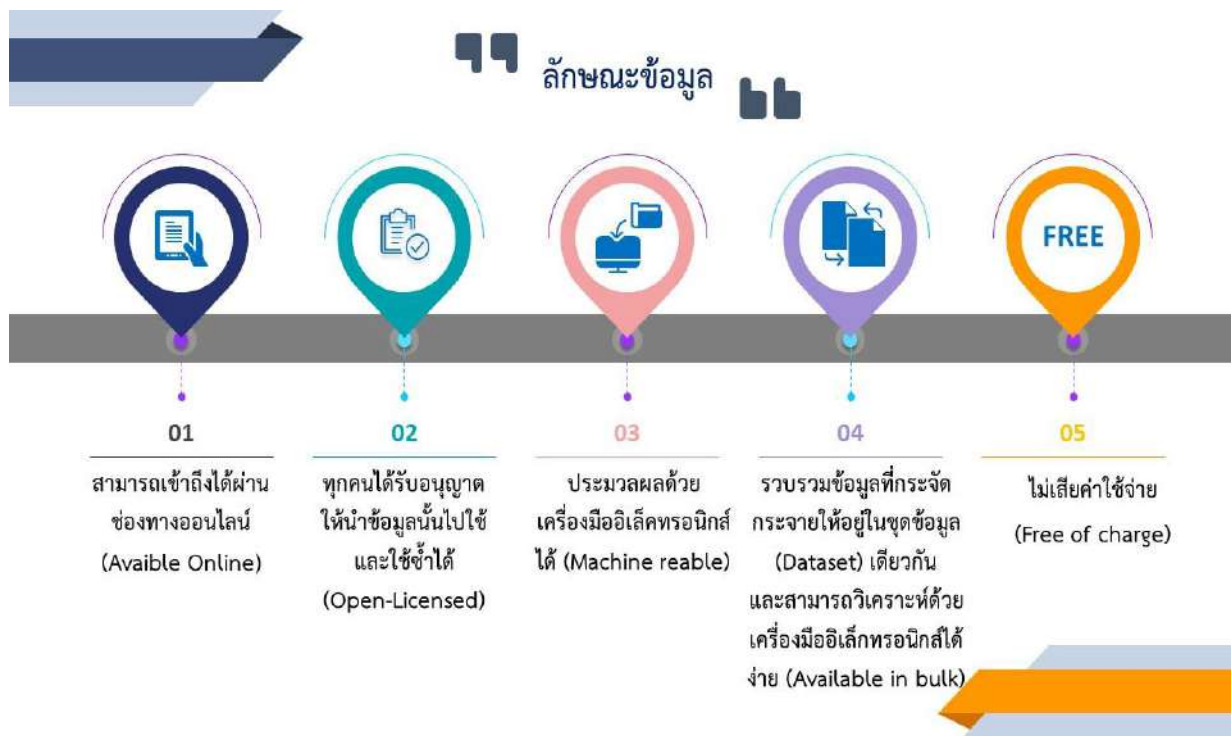 ลักษณะข้อมูล
FREE
01
สามารถเข้าถึงได้ผ่าน
ช่องทางออนไลน์
(Avaible Online)
02
ทุกคนได้รับอนุญาต
ให้นำข้อมูลนั้นไปใช้
และใช้ซ้ำได้
(Open-Licensed)
03
ประมวลผลด้วย
เครื่องมืออิเล็คทรอนิกส์
ได้ (Machine reable)
04
รวบรวมข้อมูลที่กระจัด
กระจายให้อยู่ในชุดข้อมูล
(Dataset) เดียวกัน
และสามารถวิเคราะห์ด้วย
เครื่องมืออิเล็กทรอนิกส์ได้
ง่าย (Available in bulk)
05
ไม่เสียค่าใช้จ่าย
(Free of charge)